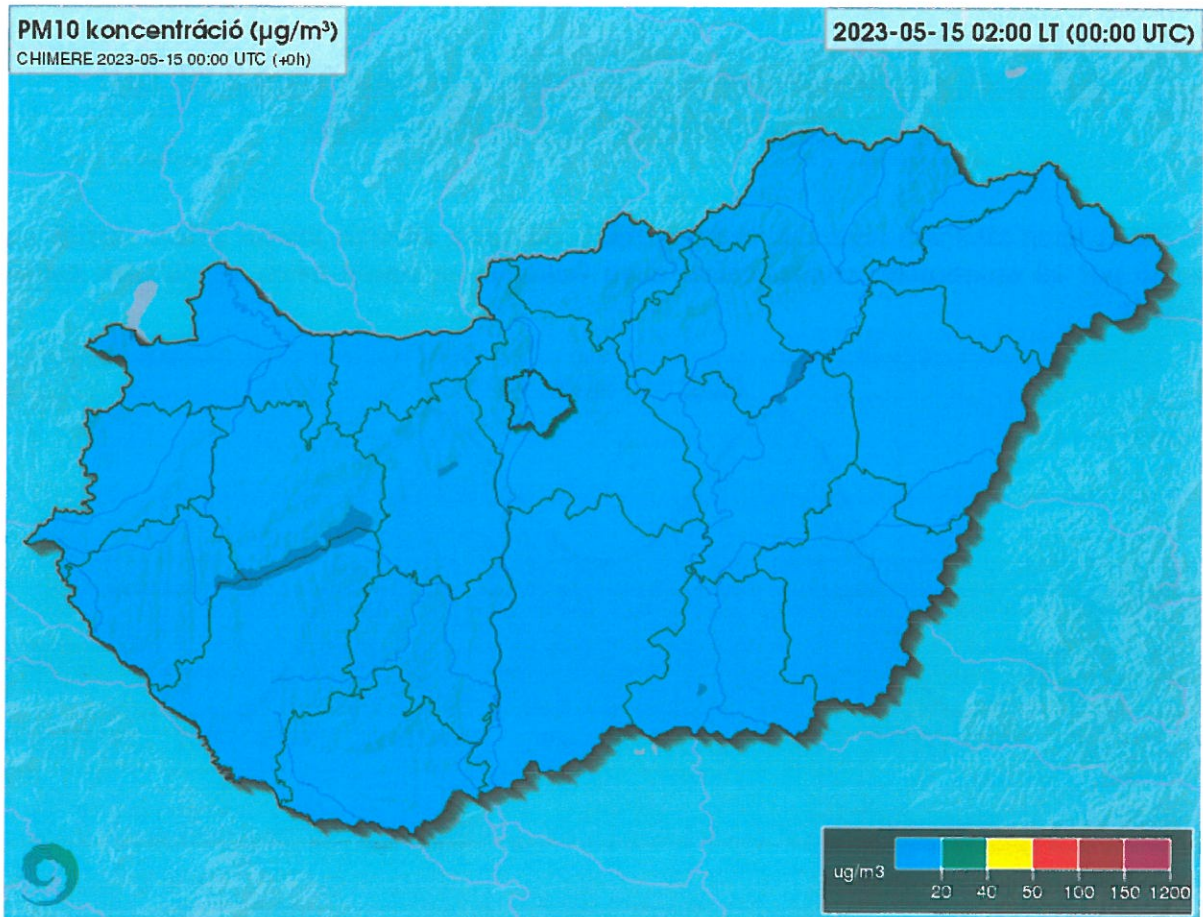 PM10 koncentráció (µg/m³)
CHIMERE 2023-05-15 00:00 UTC (+0h)
2023-05-15 02:00 LT (00:00 UTC)
ug/m3
20 40 50 100 150 1200